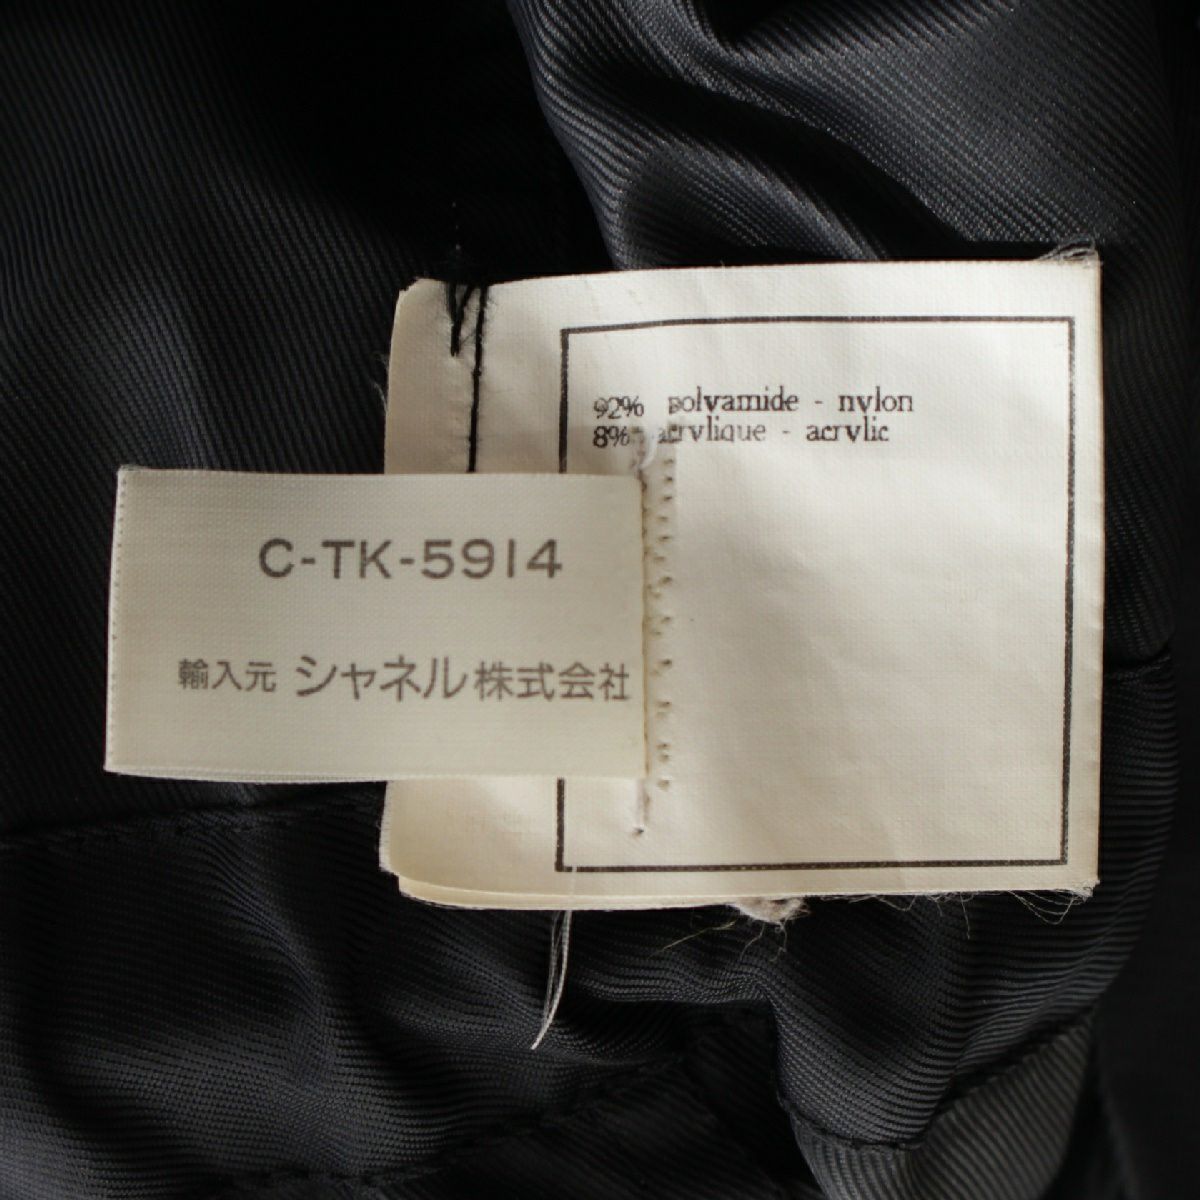 92% polyamide - nylon
8% acrylique - acrylic
C-TK-5914
輸入元 シャネル株式会社